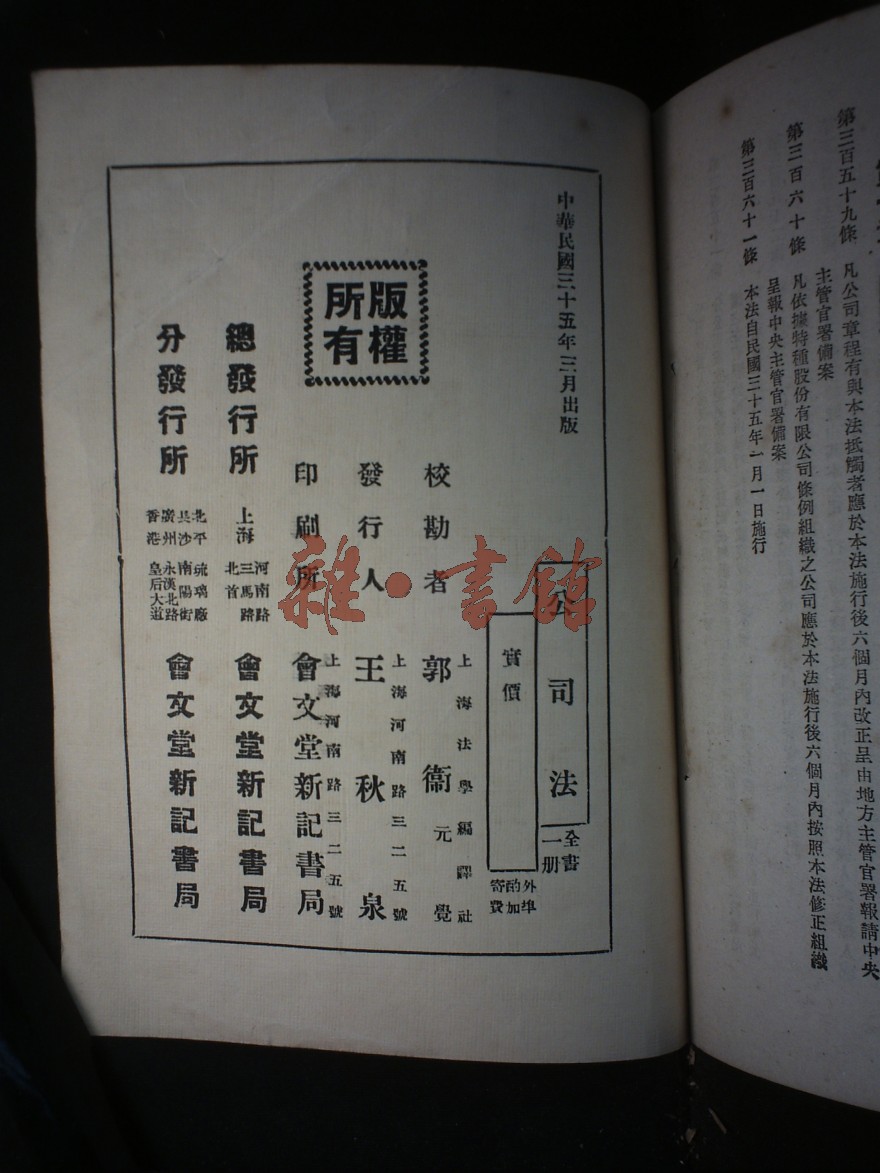 第三百五十九條　凡公司章程有與本法抵觸者應於本法施行後六個月內改正呈由地方主管官署報請中央
主管官署備案
第三百六十條　凡依據特種股份有限公司條例組織之公司應於本法施行後六個月內按照本法修正組織
呈報中央主管官署備案
第三百六十一條　本法自民國三十五年一月一日施行
中華民國三十五年三月出版
版權
所有
公司法
全書
一册
實價
外埠
酌加
寄費
上海法學編譯社
校勘者　郭衞元覺
上海河南路三二五號
發行人　王秋泉
上海河南路三二五號
印刷所　會文堂新記書局
總發行所　上海
河南路
三馬路
北首
會文堂新記書局
分發行所
北平　琉璃廠
長沙　南陽街
廣州　永漢北路
香港　皇后大道
會文堂新記書局
雜·書館